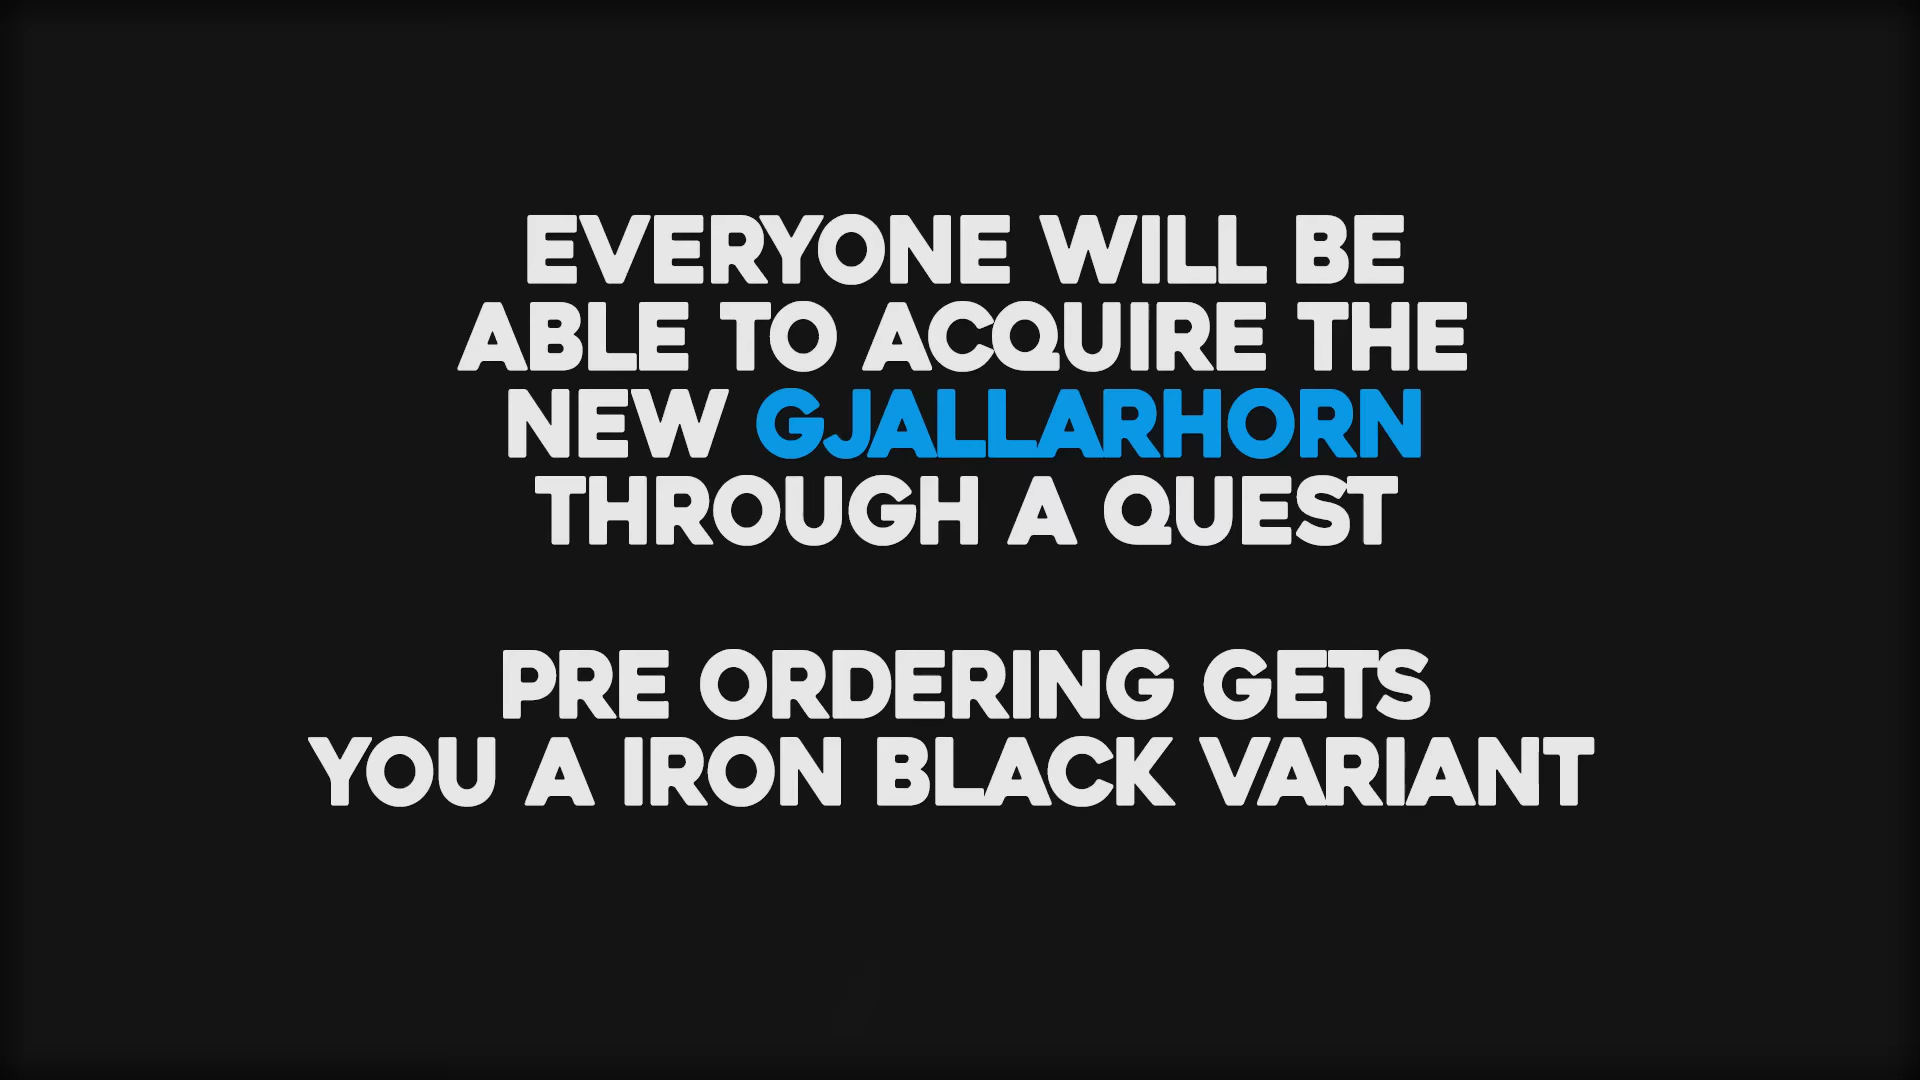 EVERYONE WILL BE
ABLE TO ACQUIRE THE
NEW GJALLARHORN
THROUGH A QUEST
PRE ORDERING GETS
YOU A IRON BLACK VARIANT